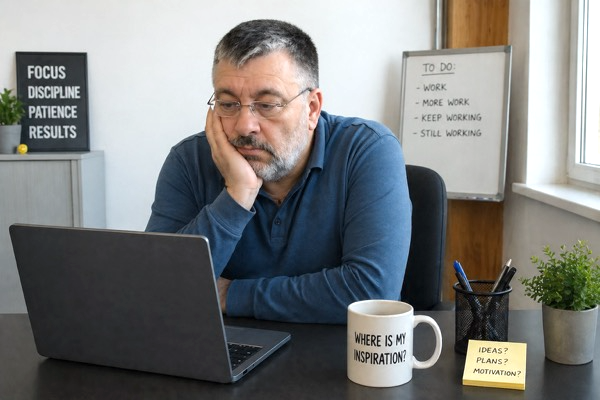 FOCUS
DISCIPLINE
PATIENCE
RESULTS
TO DO:
- WORK
- MORE WORK
- KEEP WORKING
- STILL WORKING
WHERE IS MY
INSPIRATION?
IDEAS?
PLANS?
MOTIVATION?